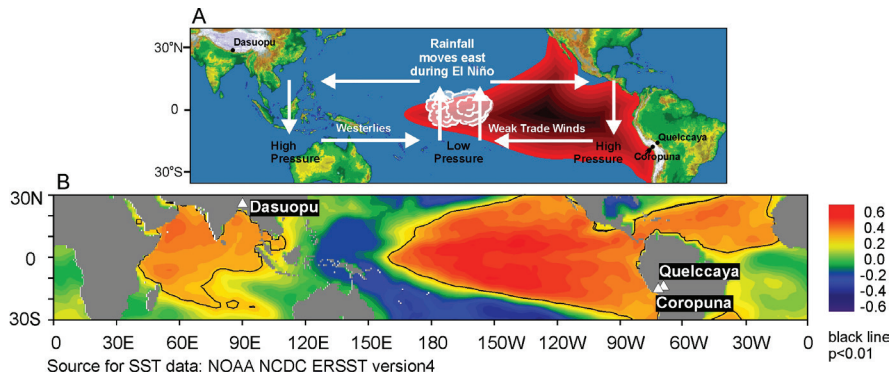 A
30°N
Dasuopu
Rainfall
moves east
during El Niño
0
Westerlies
Weak Trade Winds
Quelccaya
High
Pressure
Low
Pressure
High
Pressure
Coropuna
30°S
B
30N
Dasuopu
0
Quelccaya
Coropuna
30S
0 30E 60E 90E 120E 150E 180 150W 120W 90W 60W 30W 0
0.6
0.4
0.2
0.0
-0.2
-0.4
-0.6
black line
p<0.01
Source for SST data: NOAA NCDC ERSST version4